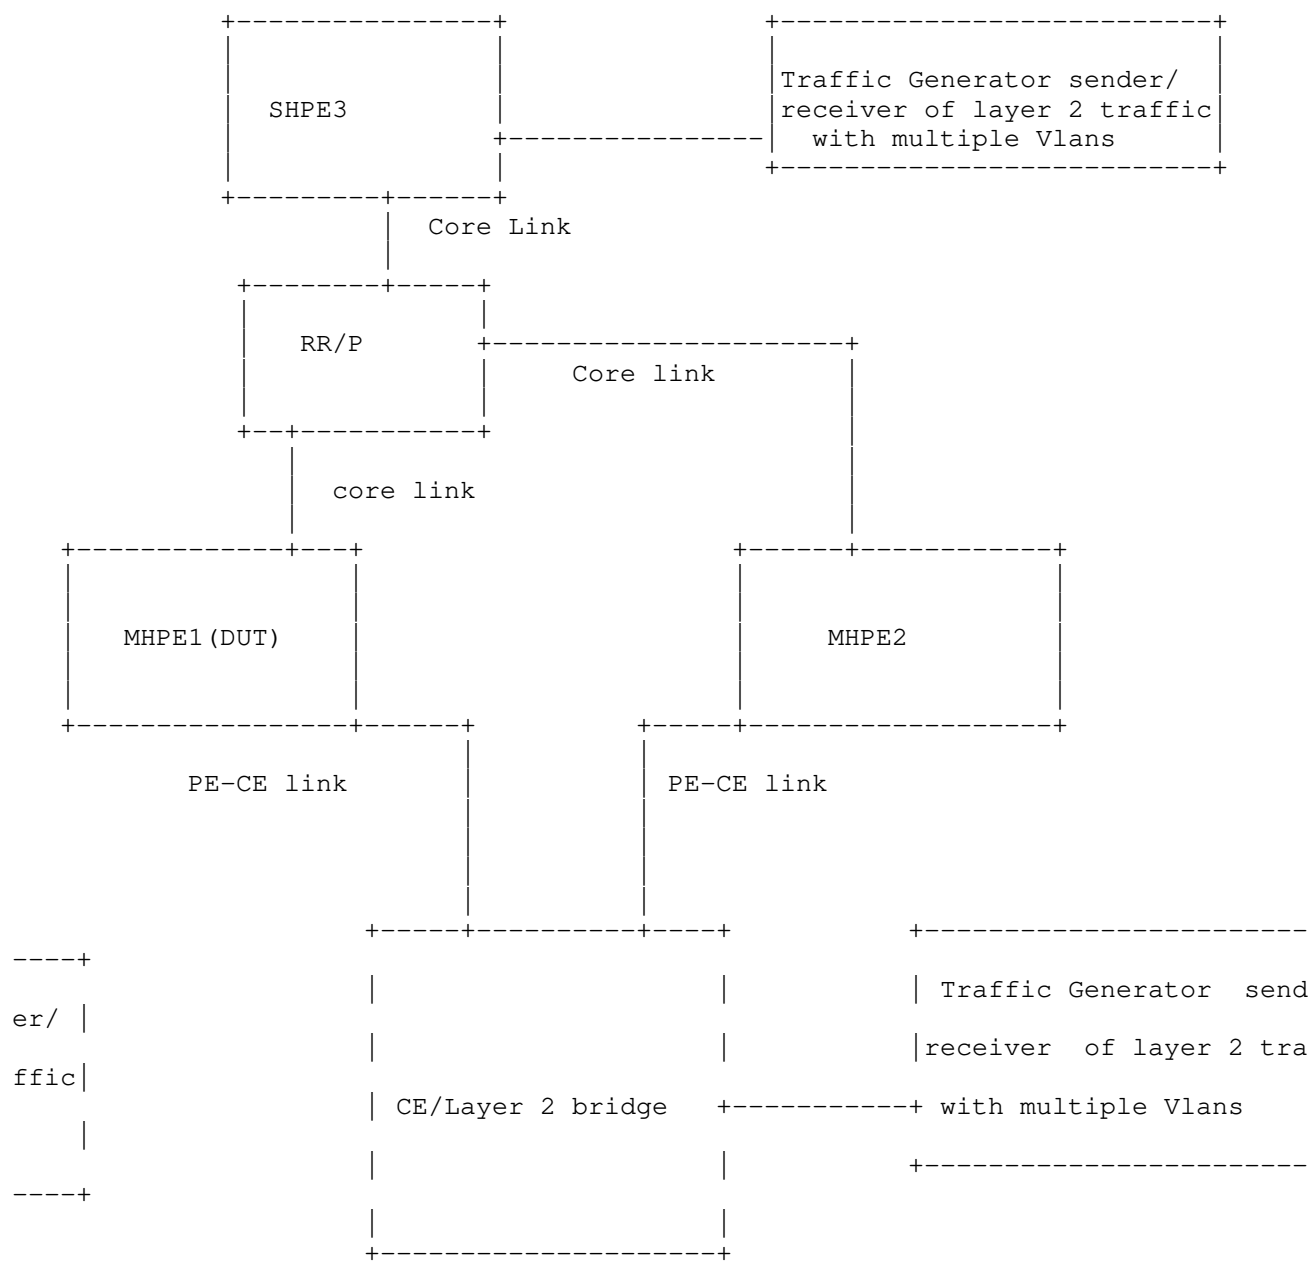 Traffic Generator sender/
SHPE3
receiver of layer 2 traffic
with multiple Vlans
Core Link
RR/P
Core link
core link
MHPE1(DUT)
MHPE2
PE-CE link
PE-CE link
Traffic Generator  send
er/
receiver  of layer 2 tra
ffic
CE/Layer 2 bridge
with multiple Vlans